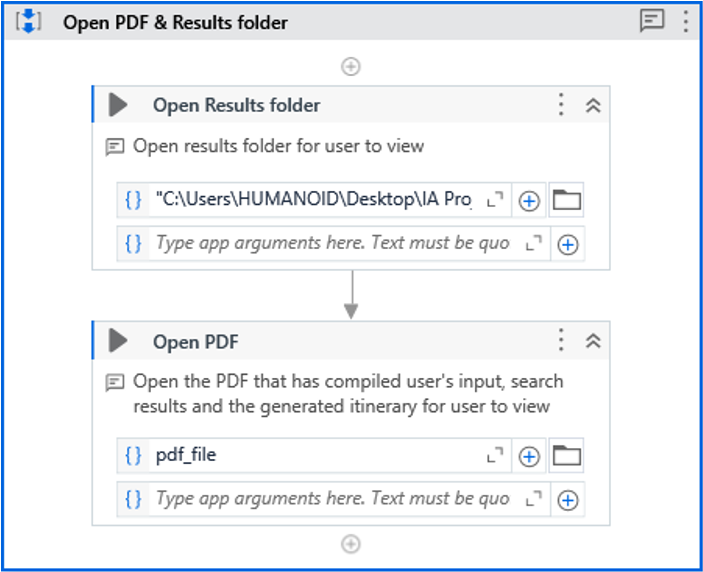 Open PDF & Results folder
Open Results folder
Open results folder for user to view
{} "C:\Users\HUMANOID\Desktop\IA Pro
{} Type app arguments here. Text must be quo
Open PDF
Open the PDF that has compiled user's input, search
results and the generated itinerary for user to view
{} pdf_file
{} Type app arguments here. Text must be quo